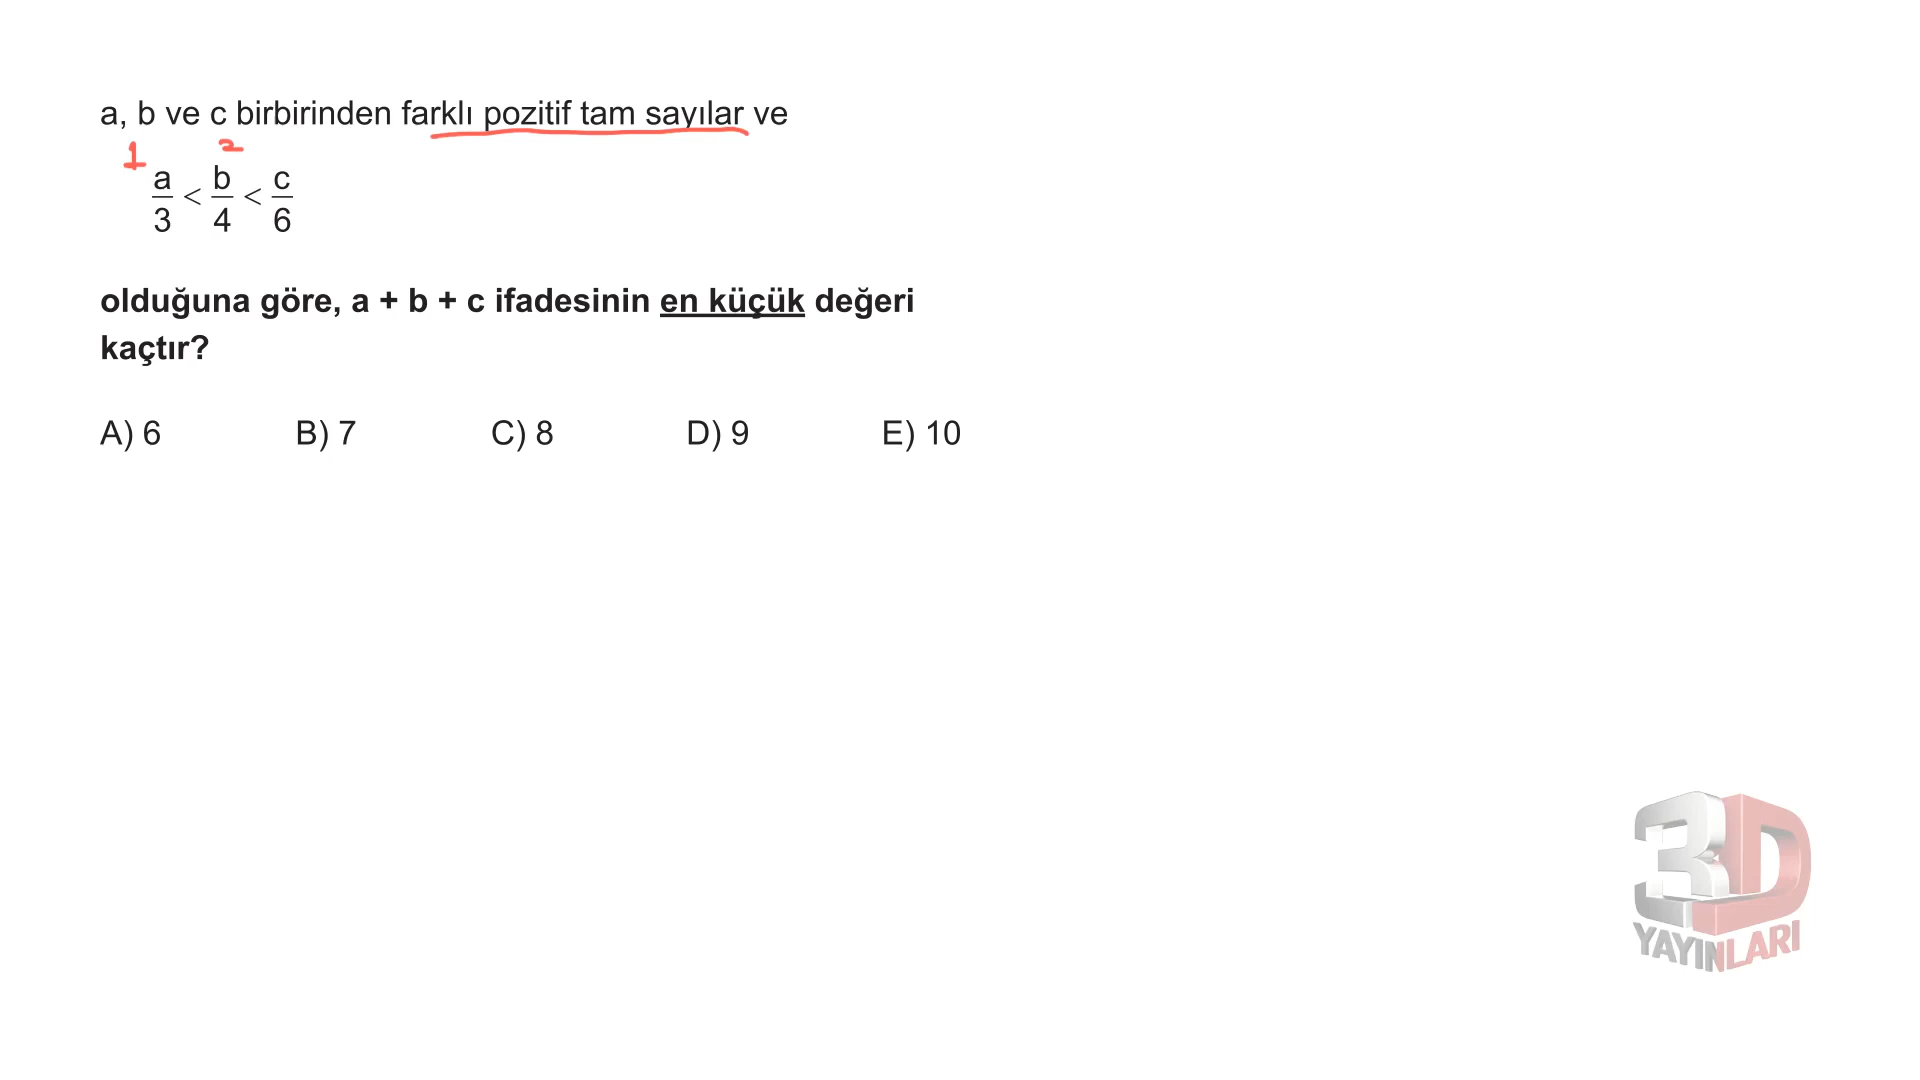 a, b ve c birbirinden farklı pozitif tam sayılar ve
1 2
a/3 < b/4 < c/6
olduğuna göre, a + b + c ifadesinin en küçük değeri
kaçtır?
A) 6 B) 7 C) 8 D) 9 E) 10
3D
YAYINLARI